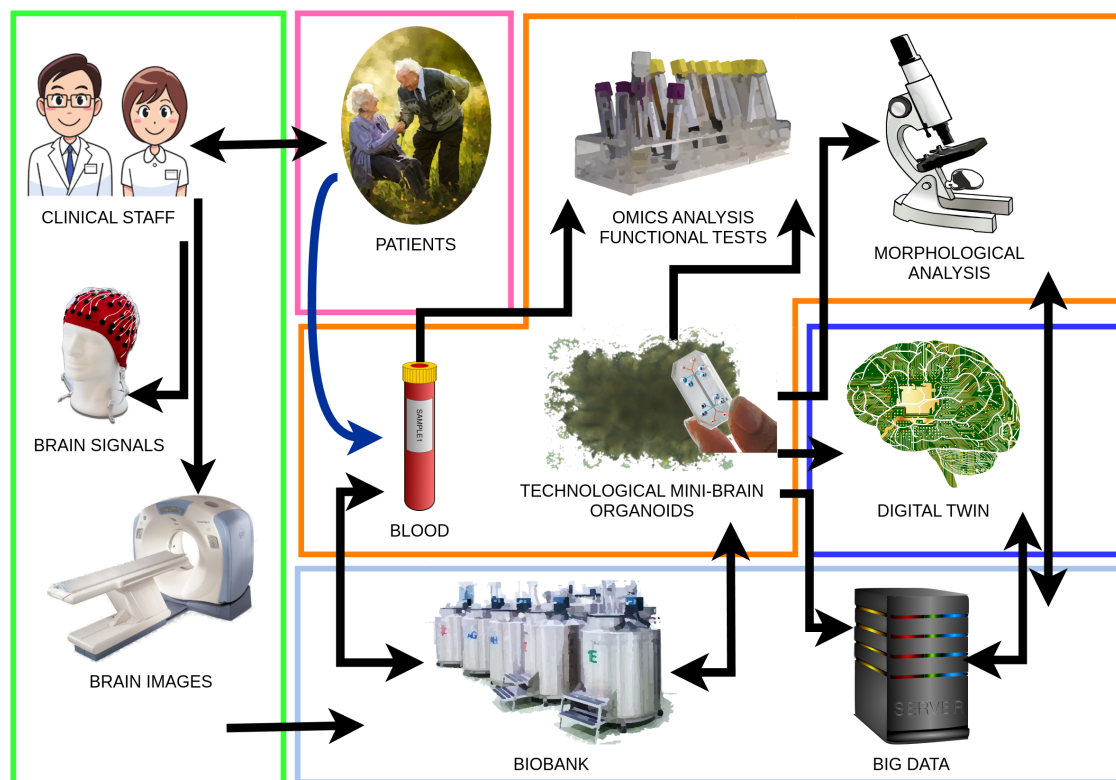 CLINICAL STAFF
PATIENTS
OMICS ANALYSIS
FUNCTIONAL TESTS
MORPHOLOGICAL
ANALYSIS
BRAIN SIGNALS
SAMPLE1
BLOOD
TECHNOLOGICAL MINI-BRAIN
ORGANOIDS
DIGITAL TWIN
BRAIN IMAGES
E
SERVER
BIOBANK
BIG DATA